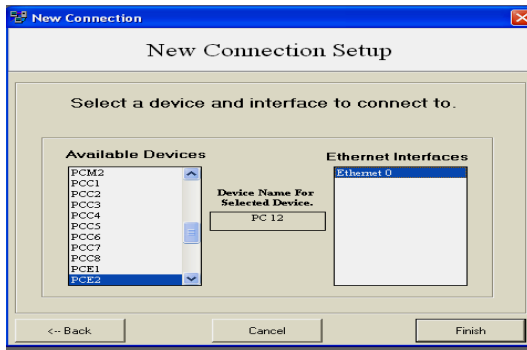 New Connection
New Connection Setup
Select a device and interface to connect to.
Available Devices
Ethernet Interfaces
PCM2
PCC1
PCC2
PCC3
PCC4
PCC5
PCC6
PCC7
PCC8
PCE1
PCE2
Device Name For
Selected Device.
PC 12
Ethernet 0
<-- Back
Cancel
Finish